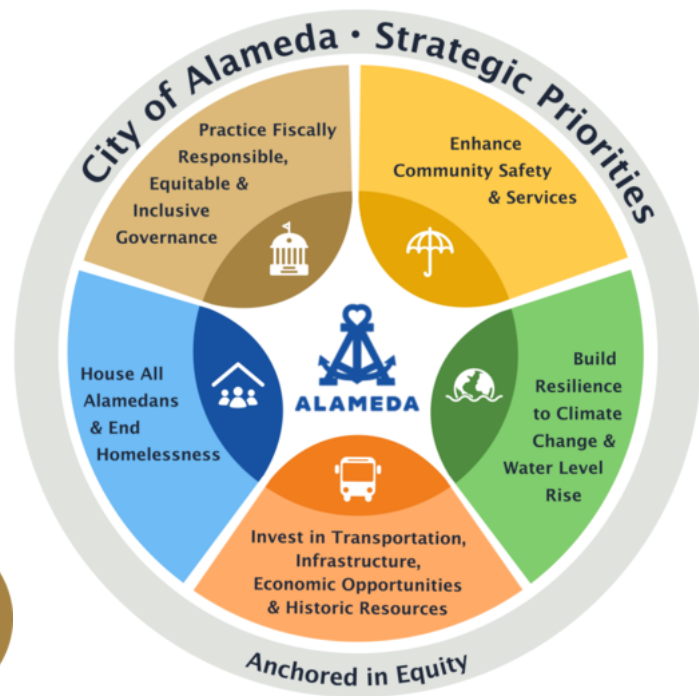 City of Alameda • Strategic Priorities
Practice Fiscally
Responsible,
Equitable &
Inclusive
Governance
Enhance
Community Safety
& Services
House All
Alamedans
& End
Homelessness
ALAMEDA
Build
Resilience
to Climate
Change &
Water Level
Rise
Invest in Transportation,
Infrastructure,
Economic Opportunities
& Historic Resources
Anchored in Equity